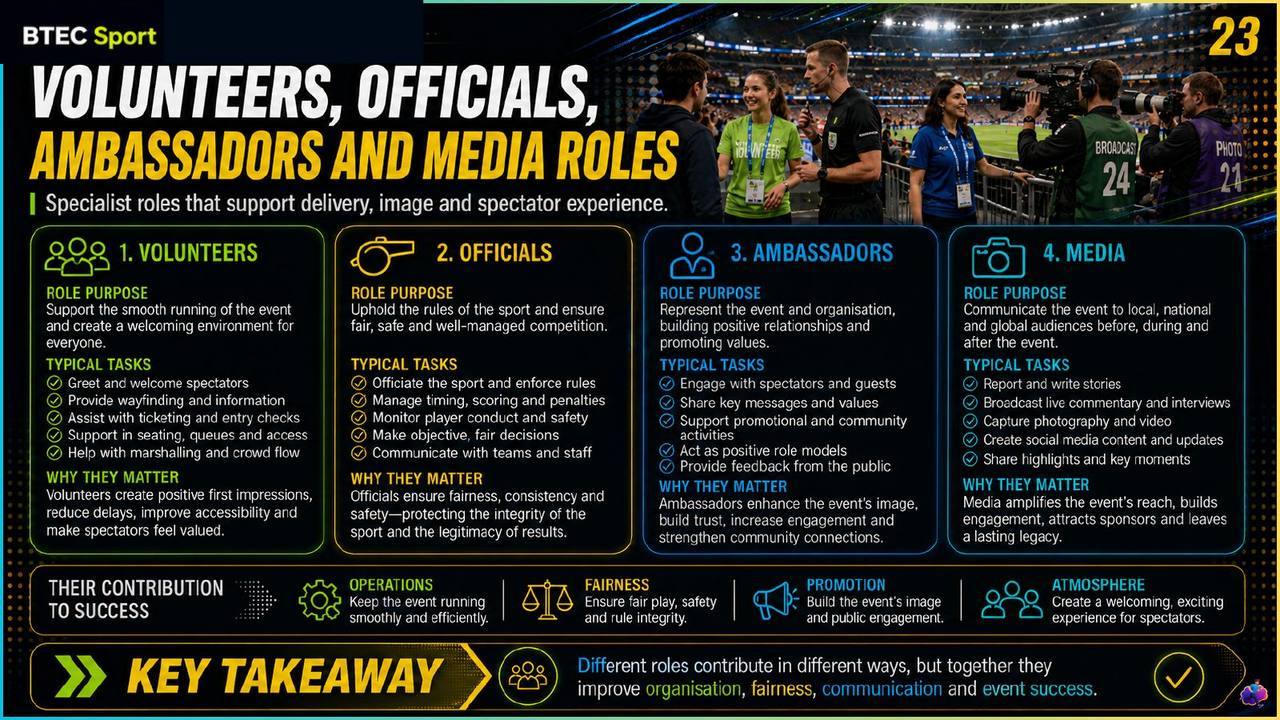 BTEC Sport
23
VOLUNTEERS, OFFICIALS,
AMBASSADORS AND MEDIA ROLES
Specialist roles that support delivery, image and spectator experience.
VOLUNTEER
BROADCAST
24
PHOTO
21
1. VOLUNTEERS
ROLE PURPOSE
Support the smooth running of the event
and create a welcoming environment for
everyone.
TYPICAL TASKS
Greet and welcome spectators
Provide wayfinding and information
Assist with ticketing and entry checks
Support in seating, queues and access
Help with marshalling and crowd flow
WHY THEY MATTER
Volunteers create positive first impressions,
reduce delays, improve accessibility and
make spectators feel valued.
2. OFFICIALS
ROLE PURPOSE
Uphold the rules of the sport and ensure
fair, safe and well-managed competition.
TYPICAL TASKS
Officiate the sport and enforce rules
Manage timing, scoring and penalties
Monitor player conduct and safety
Make objective, fair decisions
Communicate with teams and staff
WHY THEY MATTER
Officials ensure fairness, consistency and
safety—protecting the integrity of the
sport and the legitimacy of results.
3. AMBASSADORS
ROLE PURPOSE
Represent the event and organisation,
building positive relationships and
promoting values.
TYPICAL TASKS
Engage with spectators and guests
Share key messages and values
Support promotional and community
activities
Act as positive role models
Provide feedback from the public
WHY THEY MATTER
Ambassadors enhance the event's image,
build trust, increase engagement and
strengthen community connections.
4. MEDIA
ROLE PURPOSE
Communicate the event to local, national
and global audiences before, during and
after the event.
TYPICAL TASKS
Report and write stories
Broadcast live commentary and interviews
Capture photography and video
Create social media content and updates
Share highlights and key moments
WHY THEY MATTER
Media amplifies the event's reach, builds
engagement, attracts sponsors and leaves
a lasting legacy.
THEIR CONTRIBUTION
TO SUCCESS
OPERATIONS
Keep the event running
smoothly and efficiently.
FAIRNESS
Ensure fair play, safety
and rule integrity.
PROMOTION
Build the event's image
and public engagement.
ATMOSPHERE
Create a welcoming, exciting
experience for spectators.
KEY TAKEAWAY
Different roles contribute in different ways, but together they
improve organisation, fairness, communication and event success.